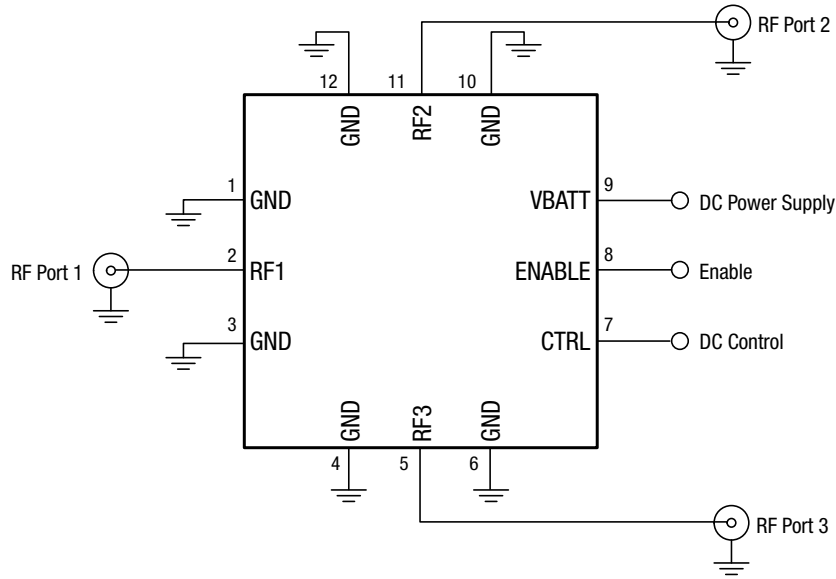 RF Port 2
12
11
10
GND
RF2
GND
1
GND
VBATT
9
DC Power Supply
RF Port 1
2
RF1
ENABLE
8
Enable
3
GND
CTRL
7
DC Control
GND
RF3
GND
4
5
6
RF Port 3